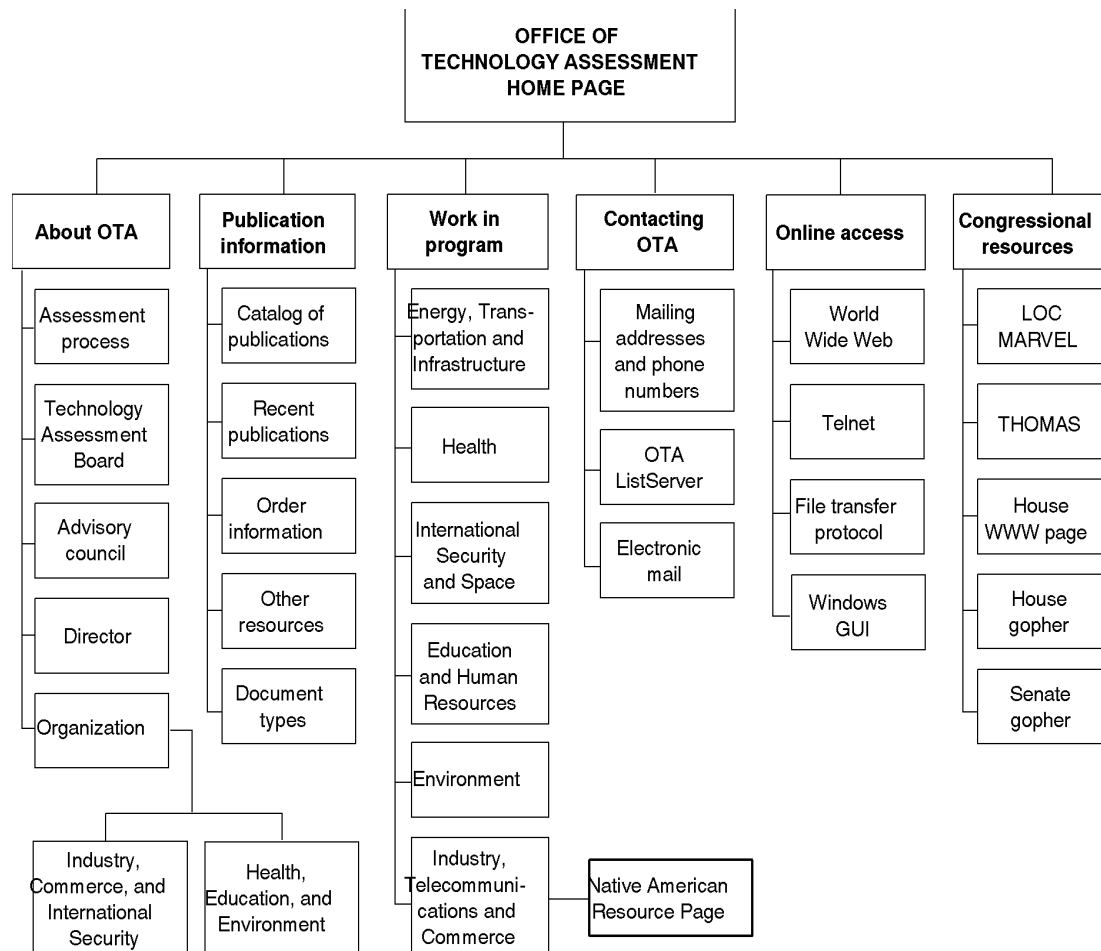 OFFICE OF
TECHNOLOGY ASSESSMENT
HOME PAGE
About OTA
Assessment
process
Technology
Assessment
Board
Advisory
council
Director
Organization
Industry,
Commerce, and
International
Security
Health,
Education, and
Environment
Publication
information
Catalog of
publications
Recent
publications
Order
information
Other
resources
Document
types
Work in
program
Energy, Trans-
portation and
Infrastructure
Health
International
Security
and Space
Education
and Human
Resources
Environment
Industry,
Telecommuni-
cations and
Commerce
Native American
Resource Page
Contacting
OTA
Mailing
addresses
and phone
numbers
OTA
ListServer
Electronic
mail
Online access
World
Wide Web
Telnet
File transfer
protocol
Windows
GUI
Congressional
resources
LOC
MARVEL
THOMAS
House
WWW page
House
gopher
Senate
gopher